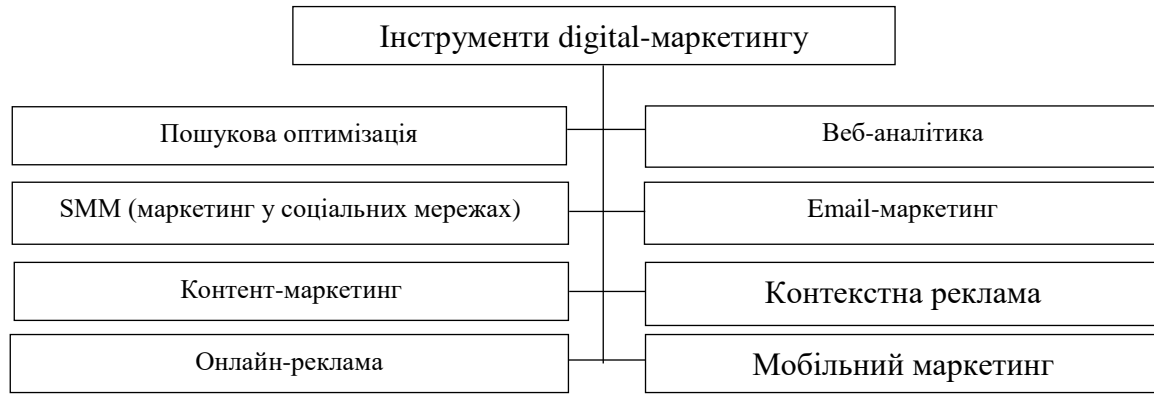 Інструменти digital-маркетингу
Пошукова оптимізація
Веб-аналітика
SMM (маркетинг у соціальних мережах)
Email-маркетинг
Контент-маркетинг
Контекстна реклама
Онлайн-реклама
Мобільний маркетинг